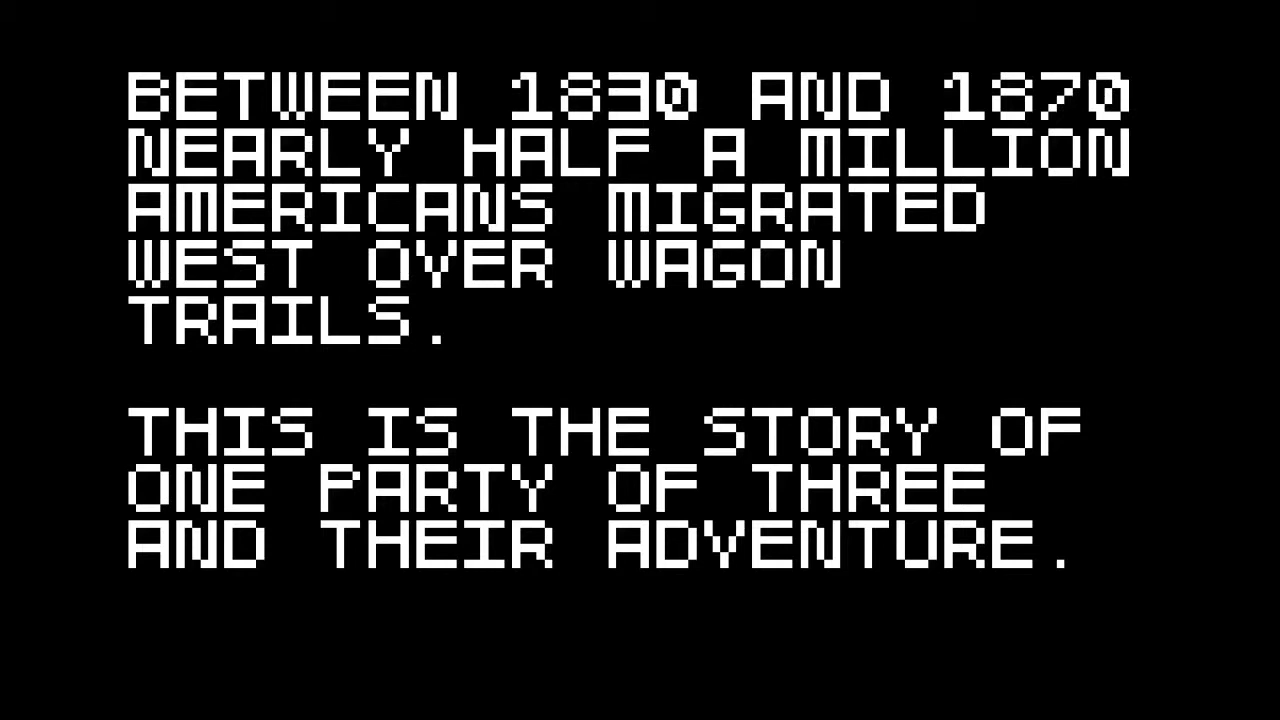 BETWEEN 1830 AND 1870
NEARLY HALF A MILLION
AMERICANS MIGRATED
WEST OVER WAGON
TRAILS.
THIS IS THE STORY OF
ONE PARTY OF THREE
AND THEIR ADVENTURE.